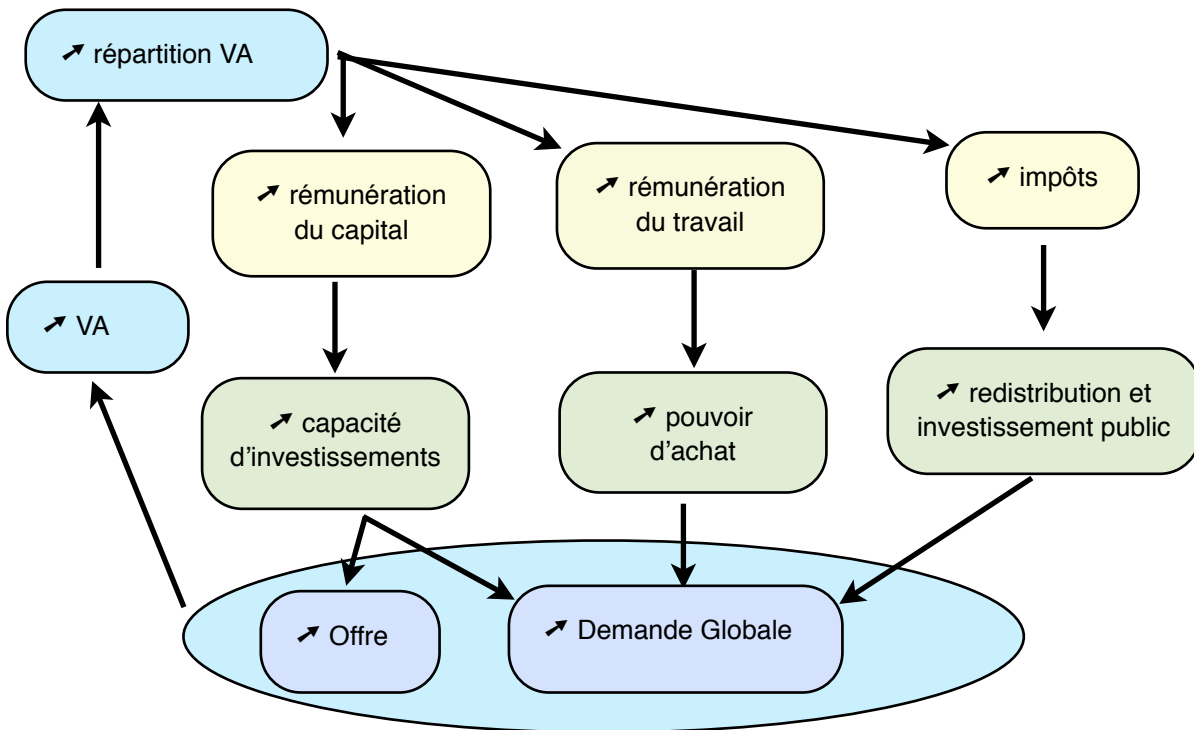 ➚ répartition VA
➚ rémunération
du capital
➚ rémunération
du travail
➚ impôts
➚ VA
➚ capacité
d’investissements
➚ pouvoir
d’achat
➚ redistribution et
investissement public
➚ Offre
➚ Demande Globale